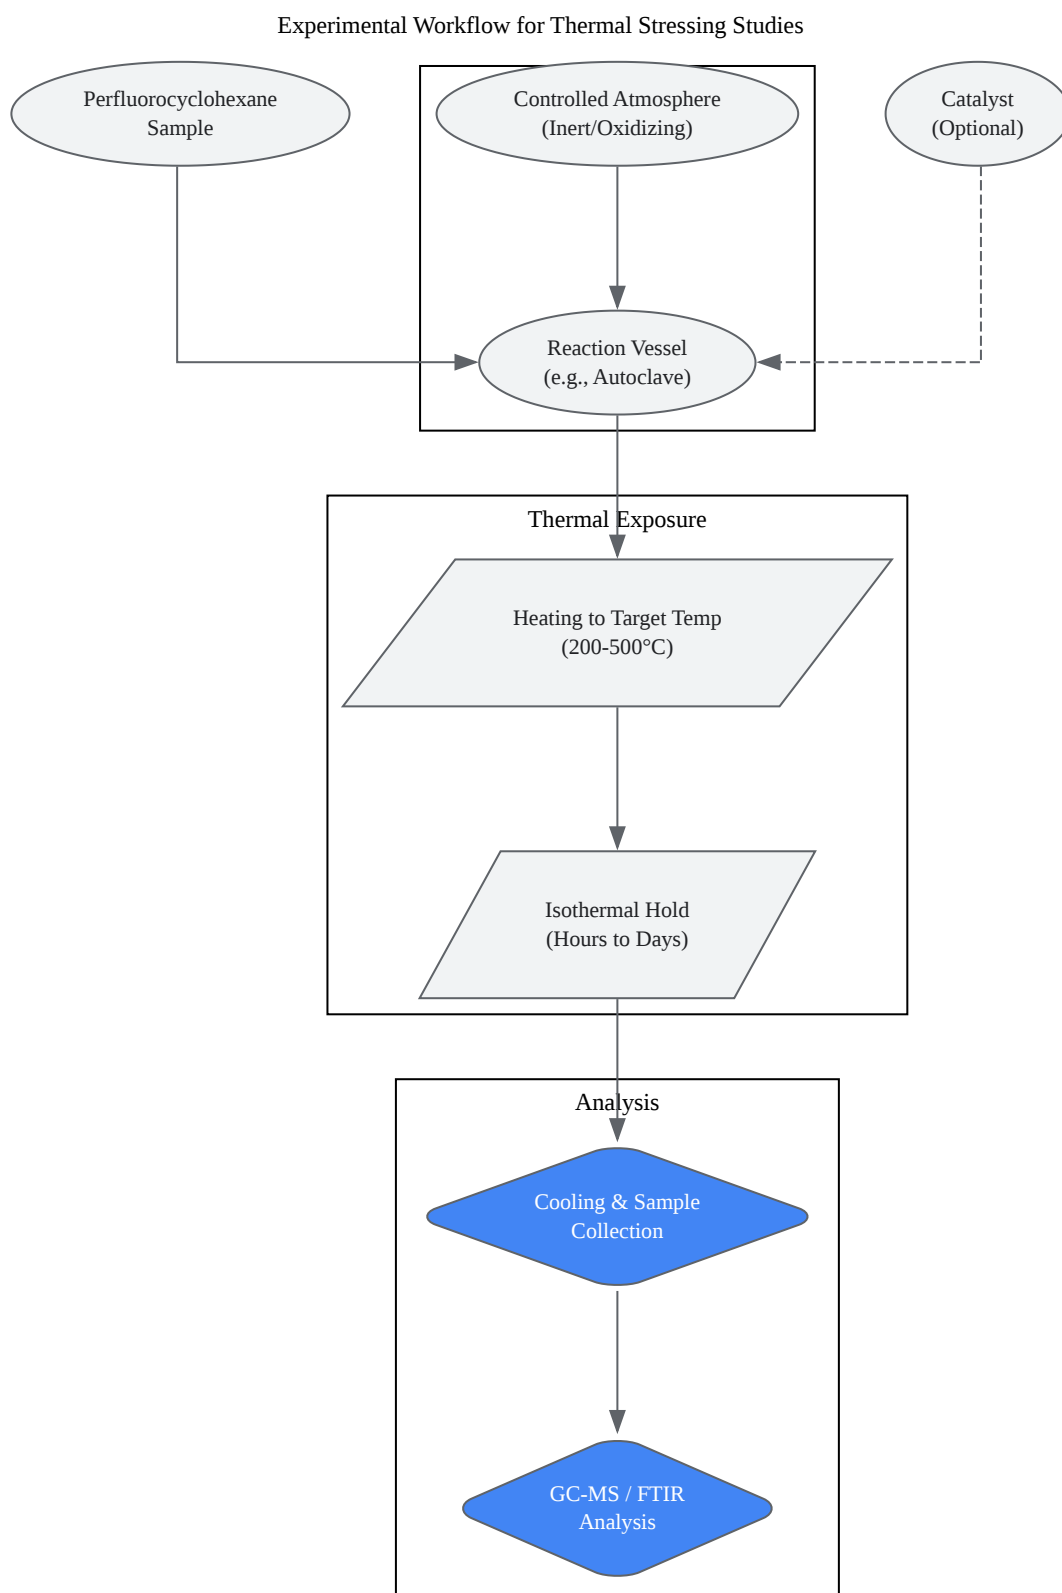 Experimental Workflow for Thermal Stressing Studies
Perfluorocyclohexane
Sample
Controlled Atmosphere
(Inert/Oxidizing)
Catalyst
(Optional)
Reaction Vessel
(e.g., Autoclave)
Thermal Exposure
Heating to Target Temp
(200-500°C)
Isothermal Hold
(Hours to Days)
Analysis
Cooling & Sample
Collection
GC-MS / FTIR
Analysis